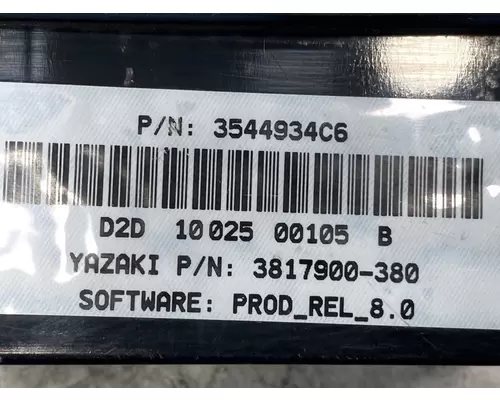 P/N: 3544934C6
D2D 10025 00105 B
YAZAKI P/N: 3817900-380
SOFTWARE: PROD_REL_8.0